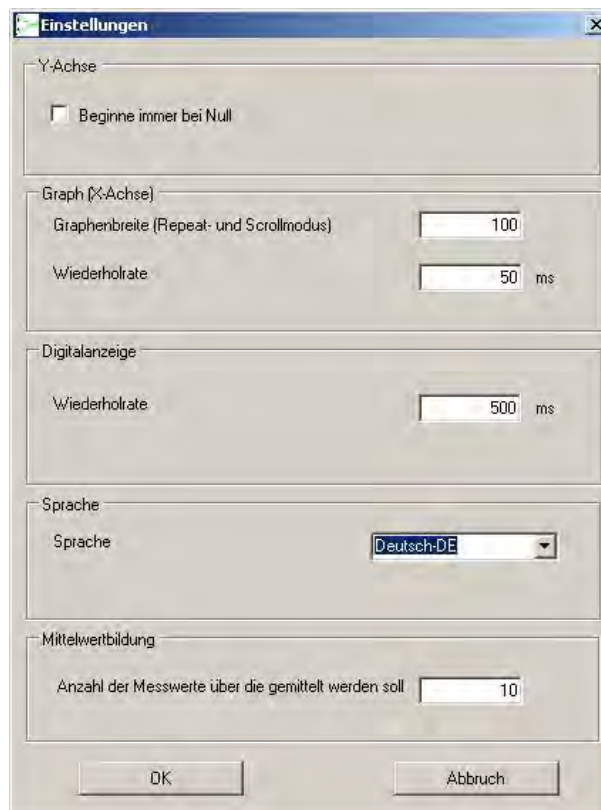 Einstellungen
Y-Achse
Beginne immer bei Null
Graph (X-Achse)
Graphenbreite (Repeat- und Scrollmodus) 100
Wiederholrate 50 ms
Digitalanzeige
Wiederholrate 500 ms
Sprache
Sprache Deutsch-DE
Mittelwertbildung
Anzahl der Messwerte über die gemittelt werden soll 10
OK Abbruch